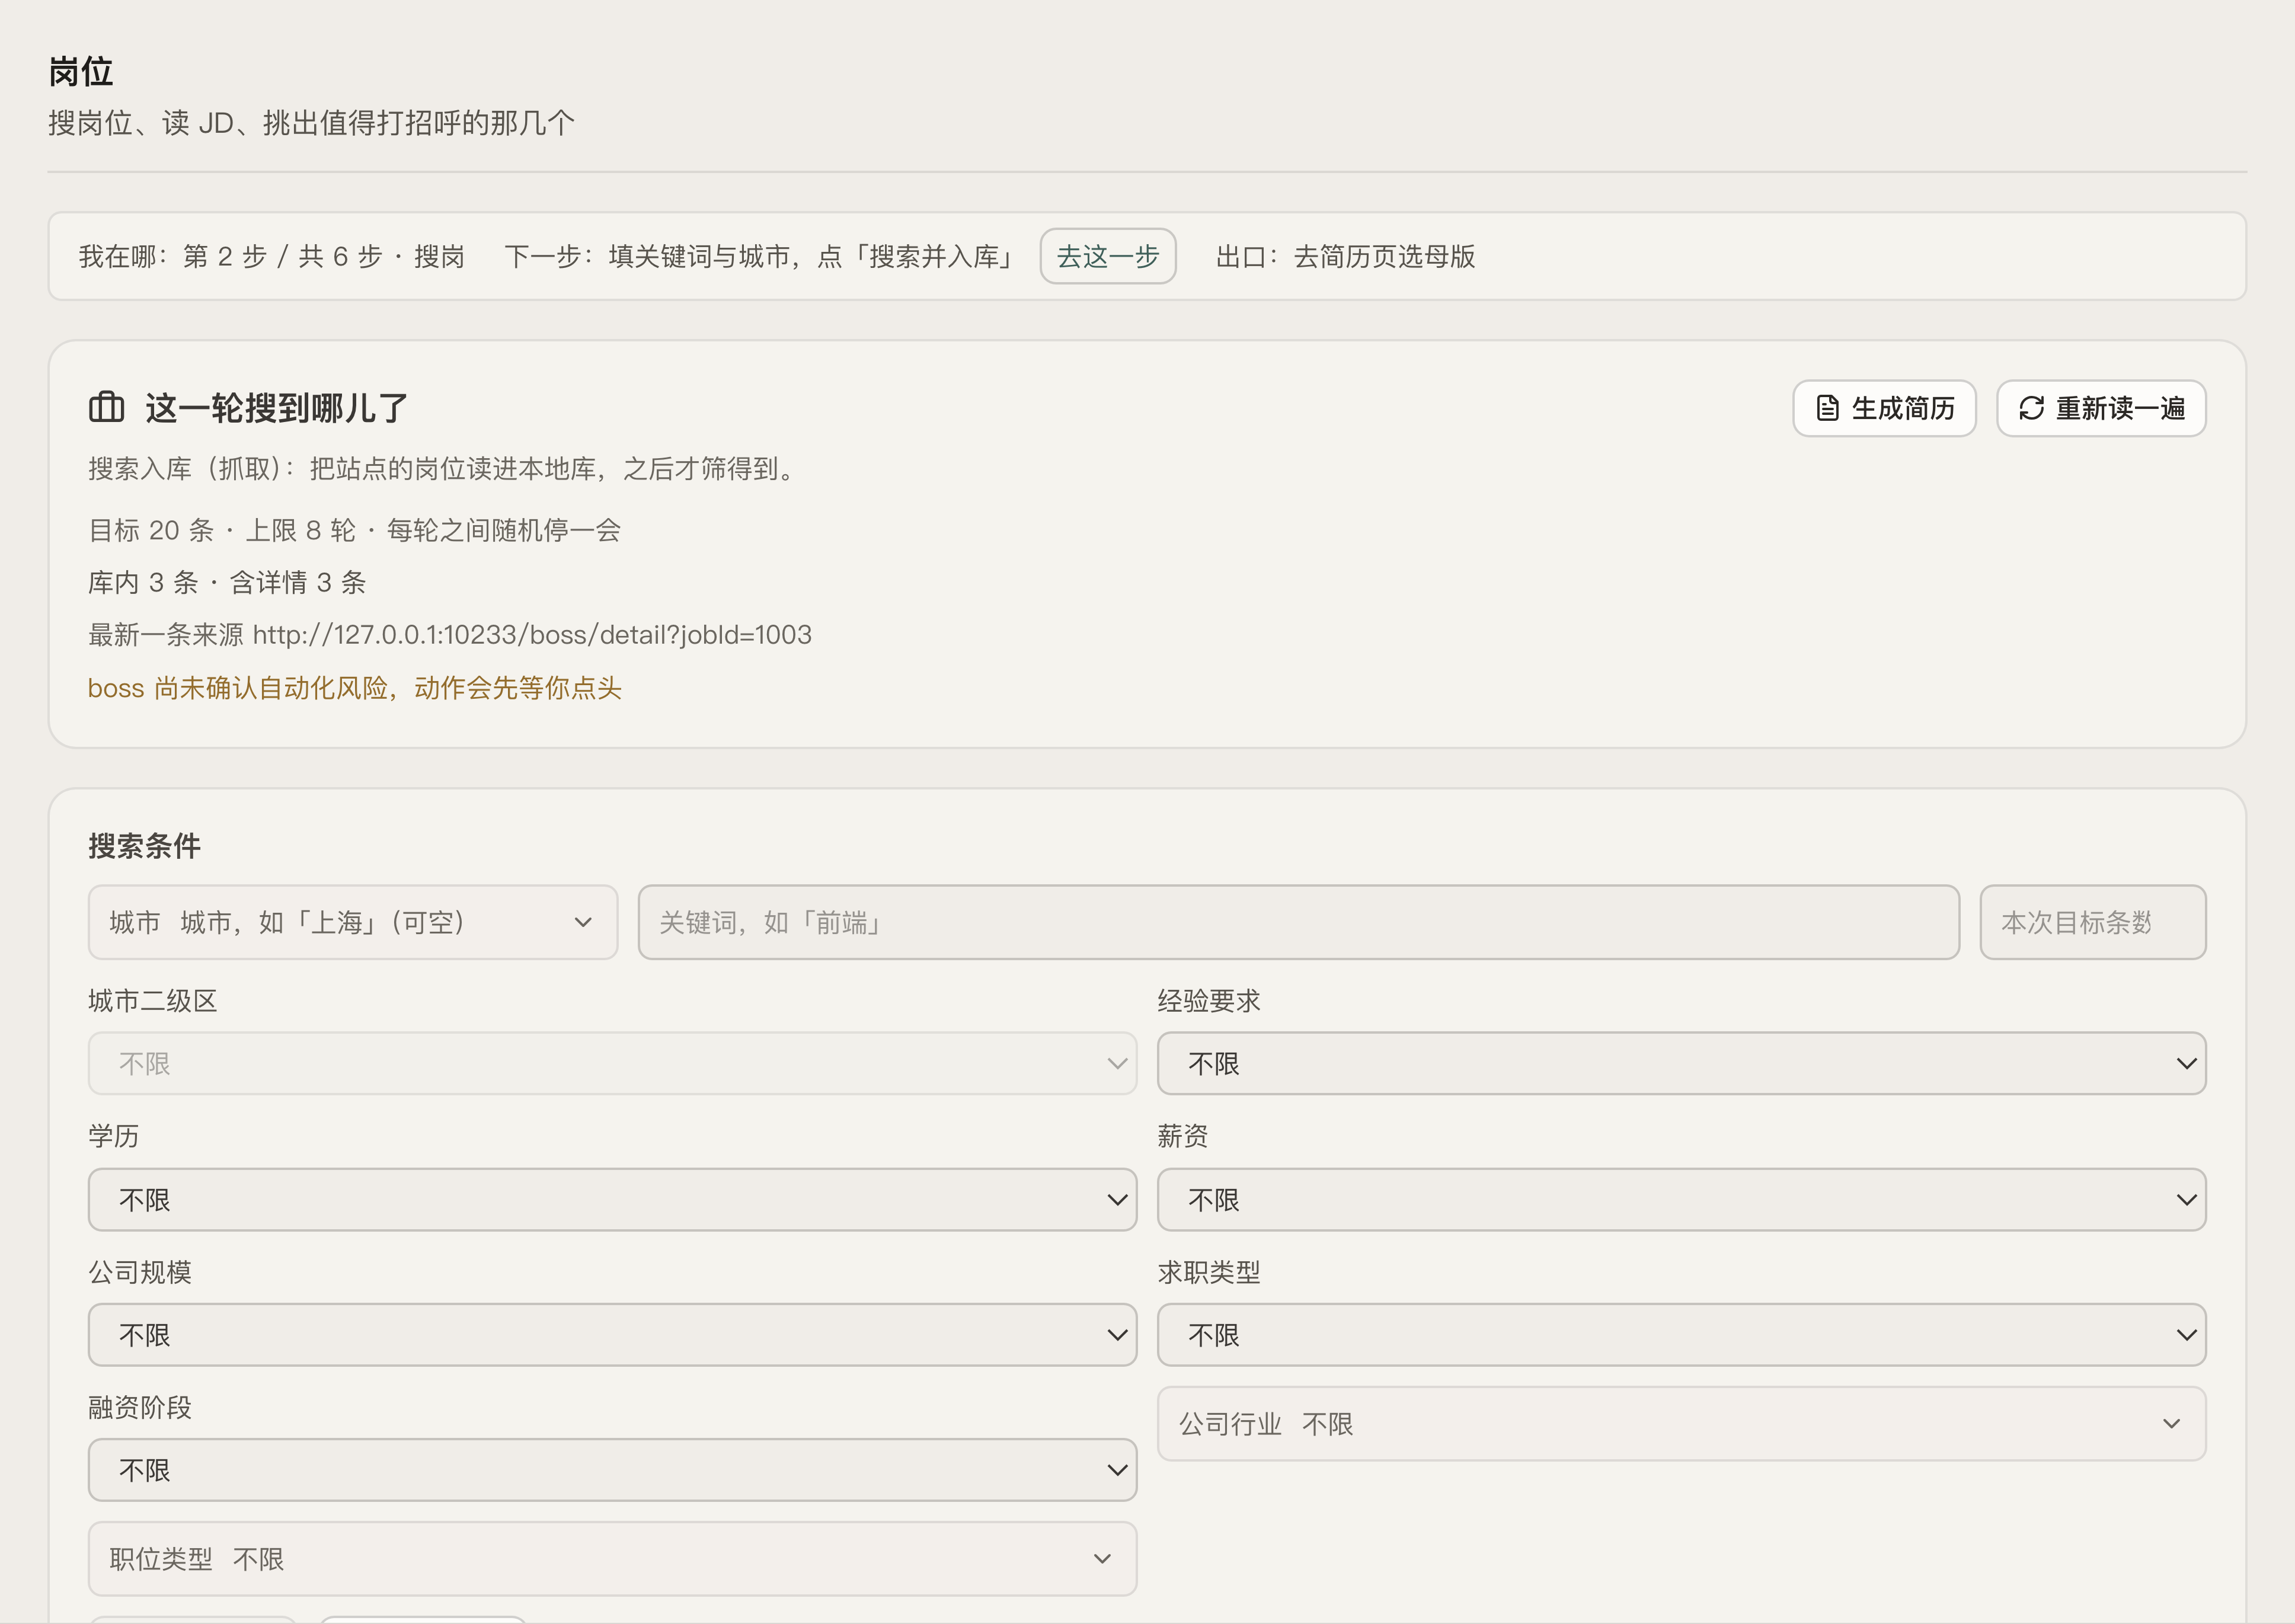 岗位
搜岗位、读 JD、挑出值得打招呼的那几个
我在哪：第 2 步 / 共 6 步 · 搜岗 下一步：填关键词与城市，点「搜索并入库」 去这一步 出口：去简历页选母版
这一轮搜到哪儿了 生成简历 重新读一遍
搜索入库（抓取）：把站点的岗位读进本地库，之后才筛得到。
目标 20 条 · 上限 8 轮 · 每轮之间随机停一会
库内 3 条 · 含详情 3 条
最新一条来源 http://127.0.0.1:10233/boss/detail?jobId=1003
boss 尚未确认自动化风险，动作会先等你点头
搜索条件
城市 城市，如「上海」（可空） 关键词，如「前端」 本次目标条数
城市二级区 经验要求
不限 不限
学历 薪资
不限 不限
公司规模 求职类型
不限 不限
融资阶段 公司行业 不限
不限
职位类型 不限